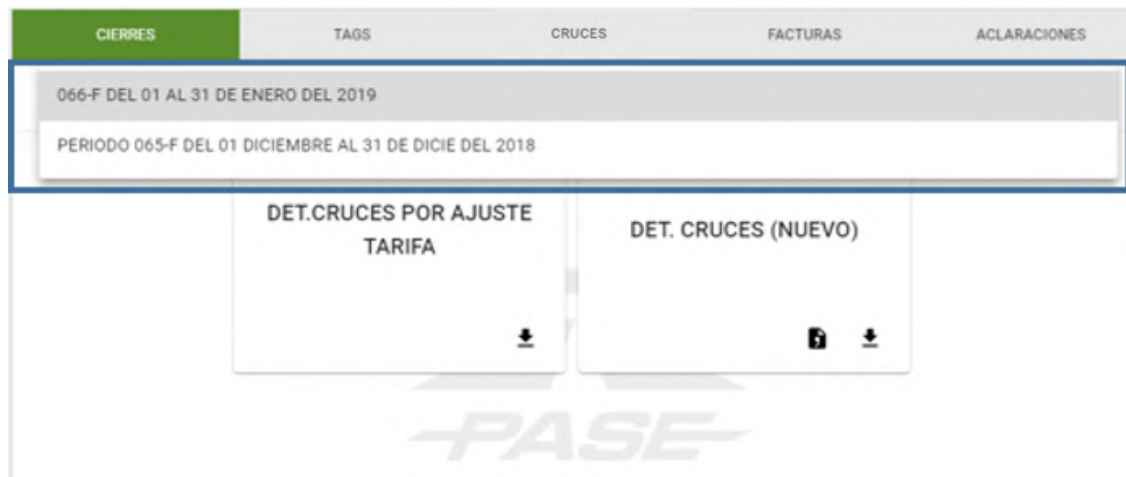 CIERRES TAGS CRUCES FACTURAS ACLARACIONES
066-F DEL 01 AL 31 DE ENERO DEL 2019
PERIODO 065-F DEL 01 DICIEMBRE AL 31 DE DICIE DEL 2018
DET.CRUCES POR AJUSTE
TARIFA
DET. CRUCES (NUEVO)
PASE